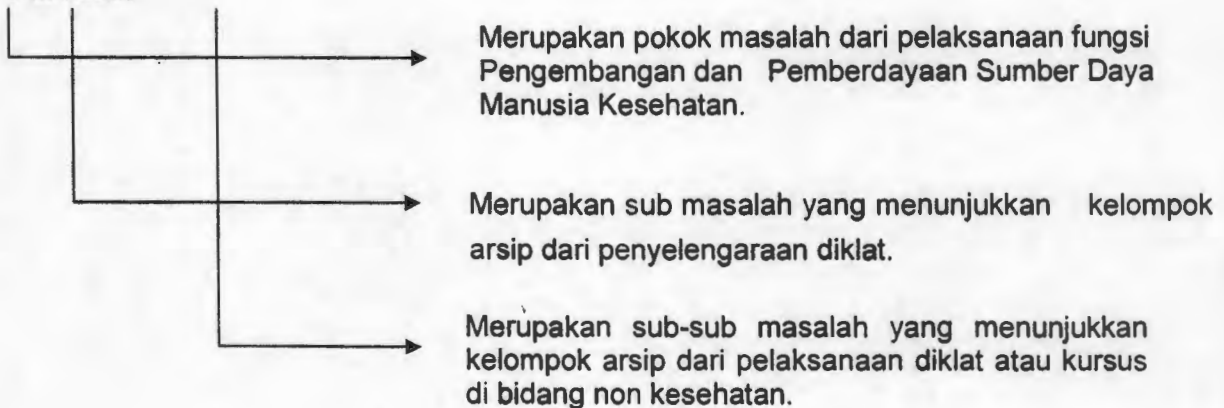 Merupakan pokok masalah dari pelaksanaan fungsi
Pengembangan dan Pemberdayaan Sumber Daya
Manusia Kesehatan.
Merupakan sub masalah yang menunjukkan kelompok
arsip dari penyelengaraan diklat.
Merupakan sub-sub masalah yang menunjukkan
kelompok arsip dari pelaksanaan diklat atau kursus
di bidang non kesehatan.